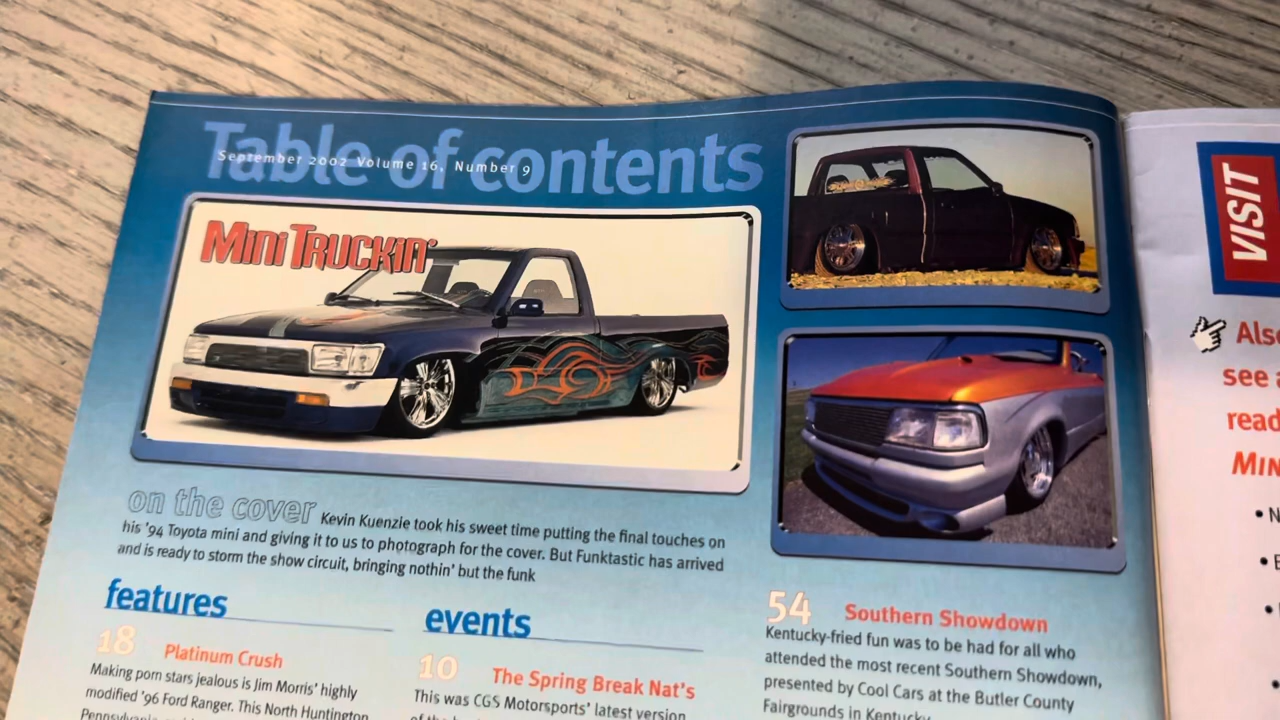 Table of contents
September 2002 Volume 16, Number 9
MiniTruckin'
on the cover Kevin Kuenzie took his sweet time putting the final touches on
his '94 Toyota mini and giving it to us to photograph for the cover. But Funktastic has arrived
and is ready to storm the show circuit, bringing nothin' but the funk
features
18 Platinum Crush
Making porn stars jealous is Jim Morris' highly
modified '96 Ford Ranger. This North Huntington
events
10 The Spring Break Nat's
This was CGS Motorsports' latest version
54 Southern Showdown
Kentucky-fried fun was to be had for all who
attended the most recent Southern Showdown,
presented by Cool Cars at the Butler County
Fairgrounds in Kentucky
VISIT
see